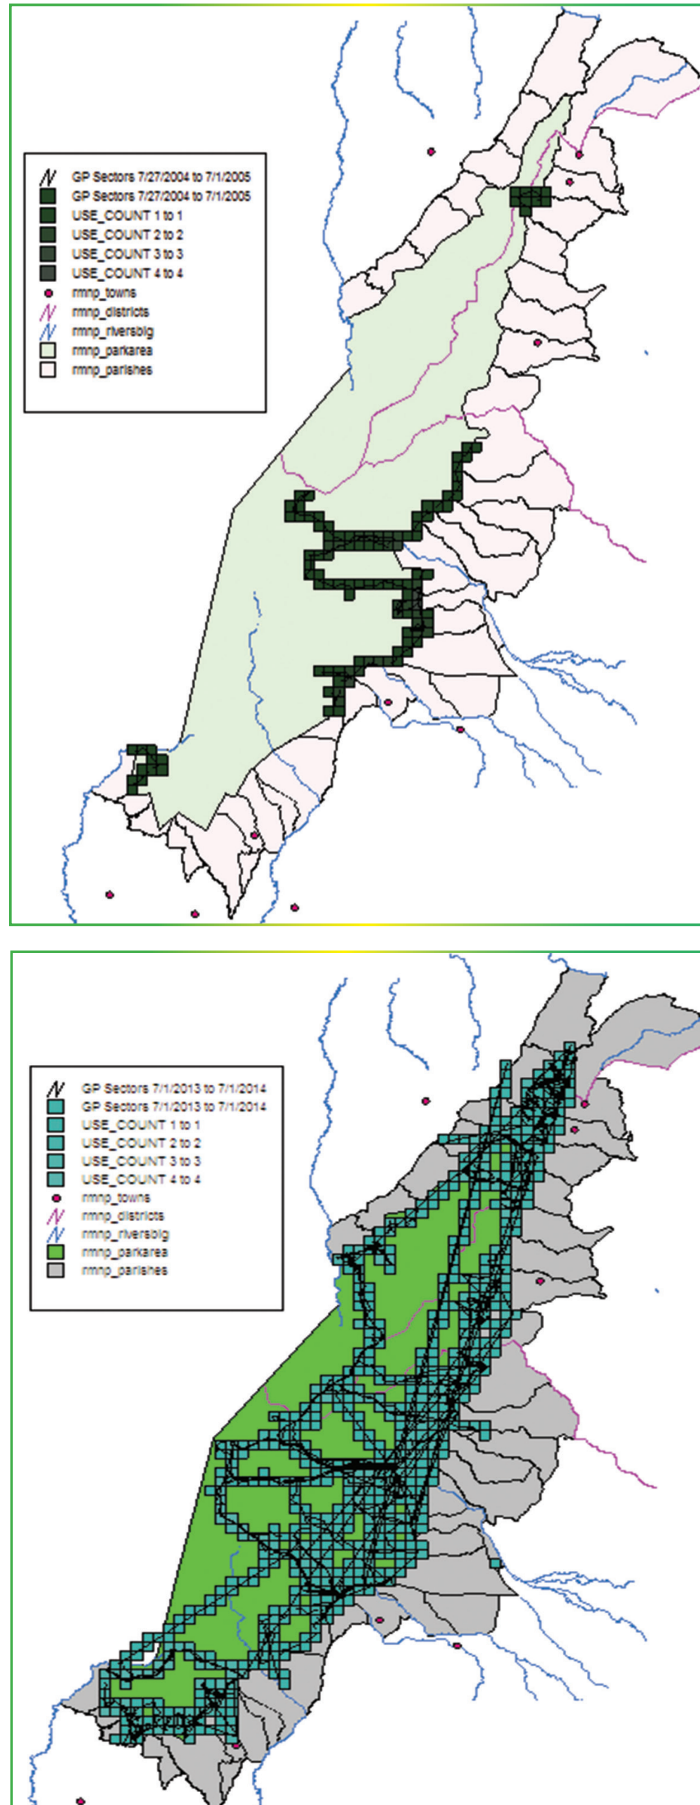 GP Sectors 7/27/2004 to 7/1/2005
GP Sectors 7/27/2004 to 7/1/2005
USE_COUNT 1 to 1
USE_COUNT 2 to 2
USE_COUNT 3 to 3
USE_COUNT 4 to 4
rmnp_towns
rmnp_districts
rmnp_riversbig
rmnp_parkarea
rmnp_parishes
GP Sectors 7/1/2013 to 7/1/2014
GP Sectors 7/1/2013 to 7/1/2014
USE_COUNT 1 to 1
USE_COUNT 2 to 2
USE_COUNT 3 to 3
USE_COUNT 4 to 4
rmnp_towns
rmnp_districts
rmnp_riversbig
rmnp_parkarea
rmnp_parishes